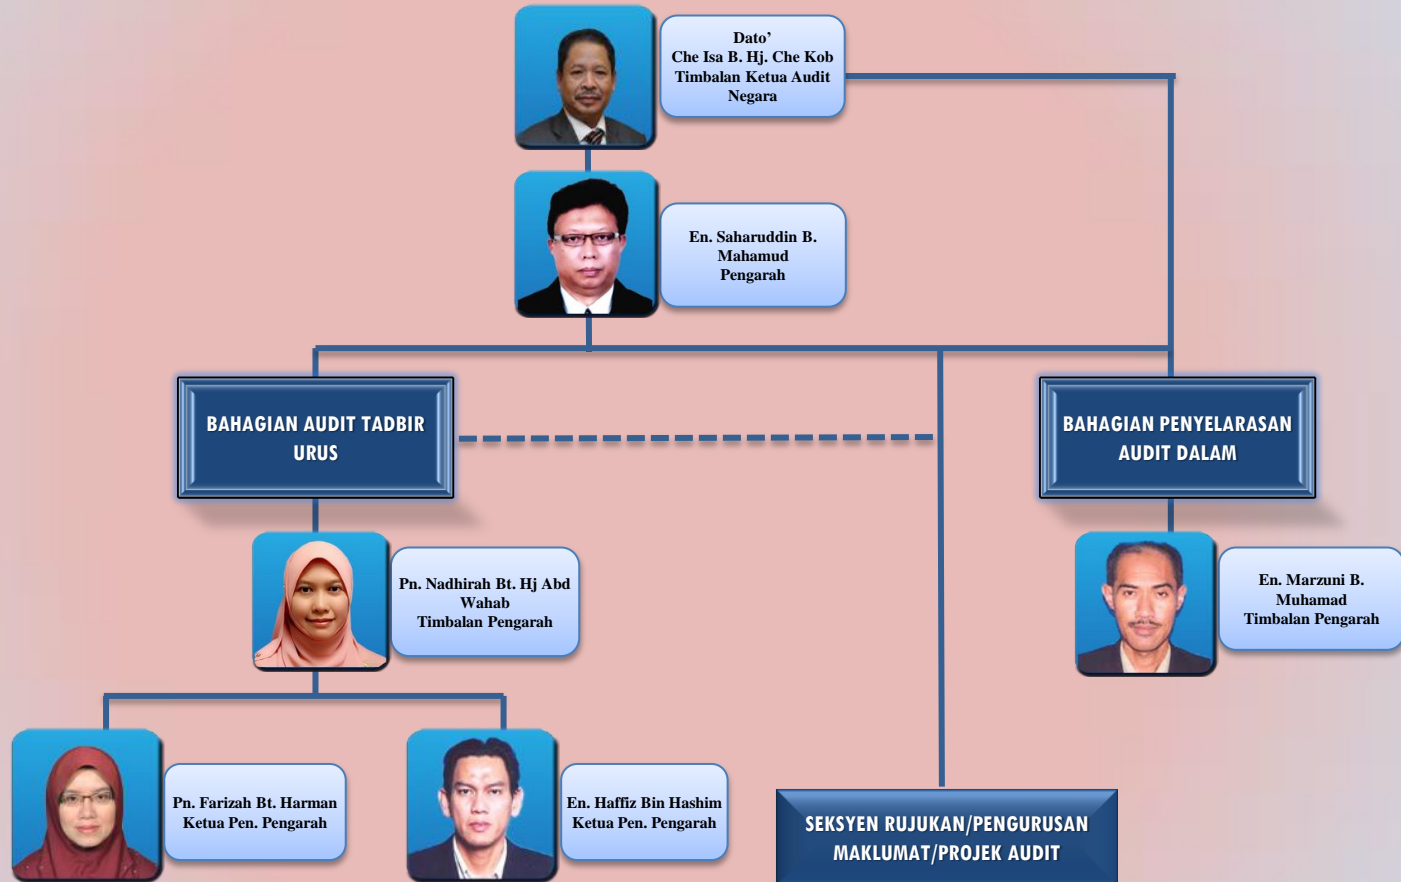 Dato’
Che Isa B. Hj. Che Kob
Timbalan Ketua Audit
Negara
En. Saharuddin B.
Mahamud
Pengarah
BAHAGIAN AUDIT TADBIR
URUS
BAHAGIAN PENYELARASAN
AUDIT DALAM
Pn. Nadhirah Bt. Hj Abd
Wahab
Timbalan Pengarah
En. Marzuni B.
Muhamad
Timbalan Pengarah
Pn. Farizah Bt. Harman
Ketua Pen. Pengarah
En. Haffiz Bin Hashim
Ketua Pen. Pengarah
SEKSYEN RUJUKAN/PENGURUSAN
MAKLUMAT/PROJEK AUDIT